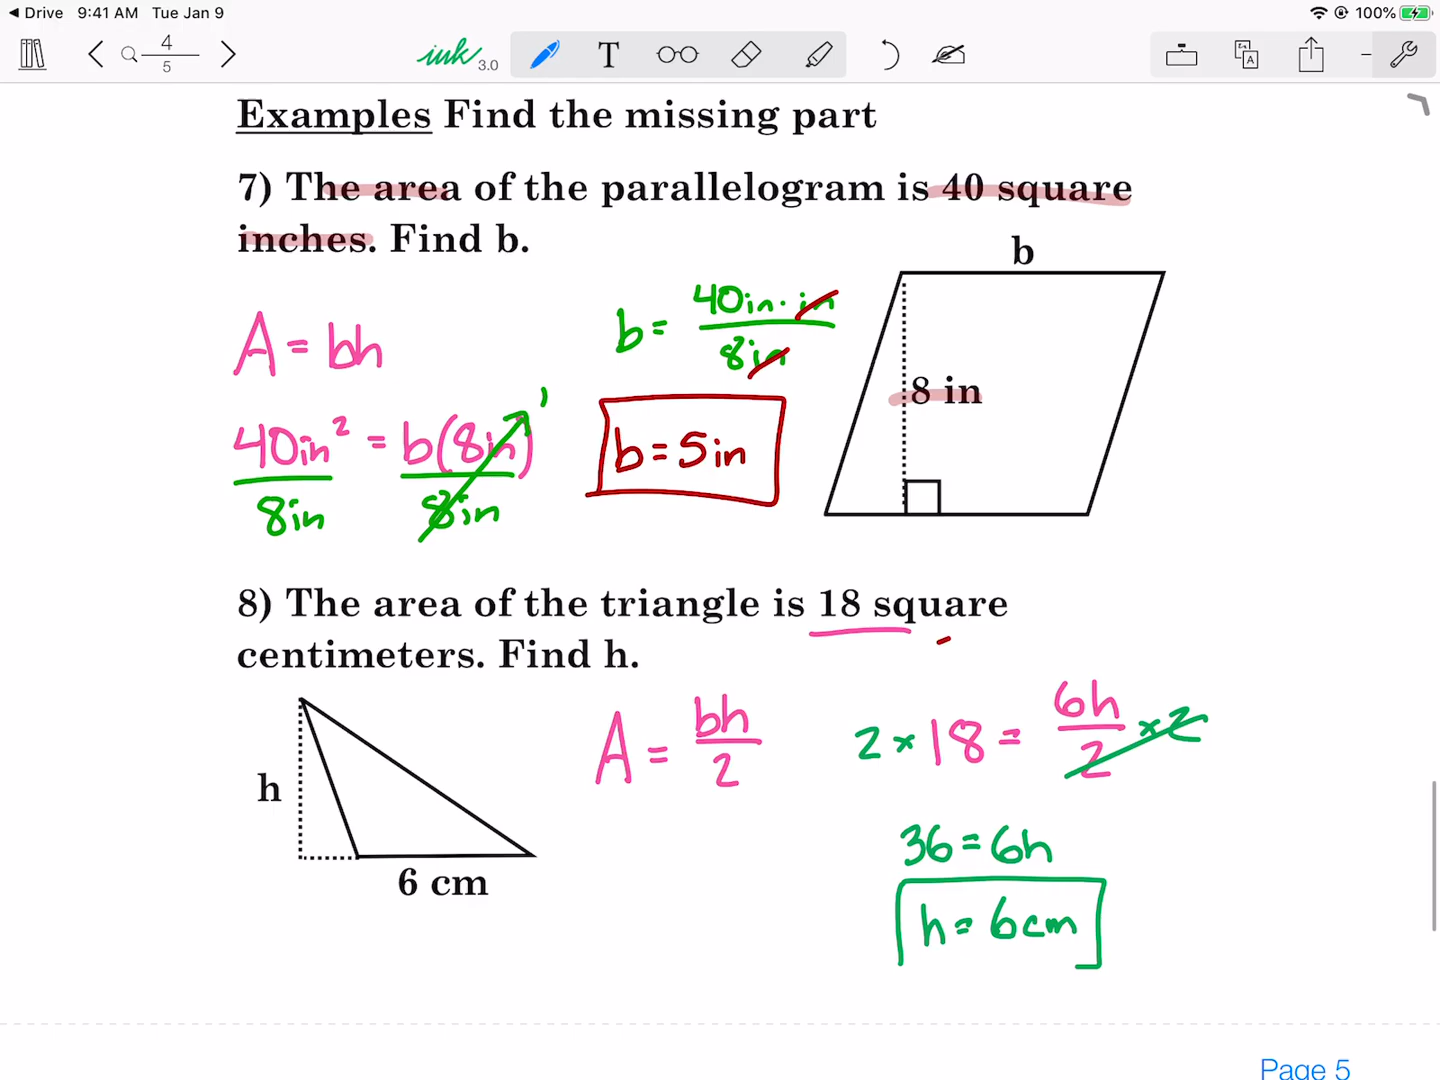 Drive 9:41 AM Tue Jan 9 100%
4
5
ink 3.0
T
A
Examples Find the missing part
7) The area of the parallelogram is 40 square
inches. Find b.
b
8 in
A = bh
40in² = b(8in)
8in 8in
1
b = 40in · in
8in
b = 5in
8) The area of the triangle is 18 square
centimeters. Find h.
h
6 cm
A = bh
2
2 × 18 = 6h × 2
2
36 = 6h
h = 6cm
Page 5